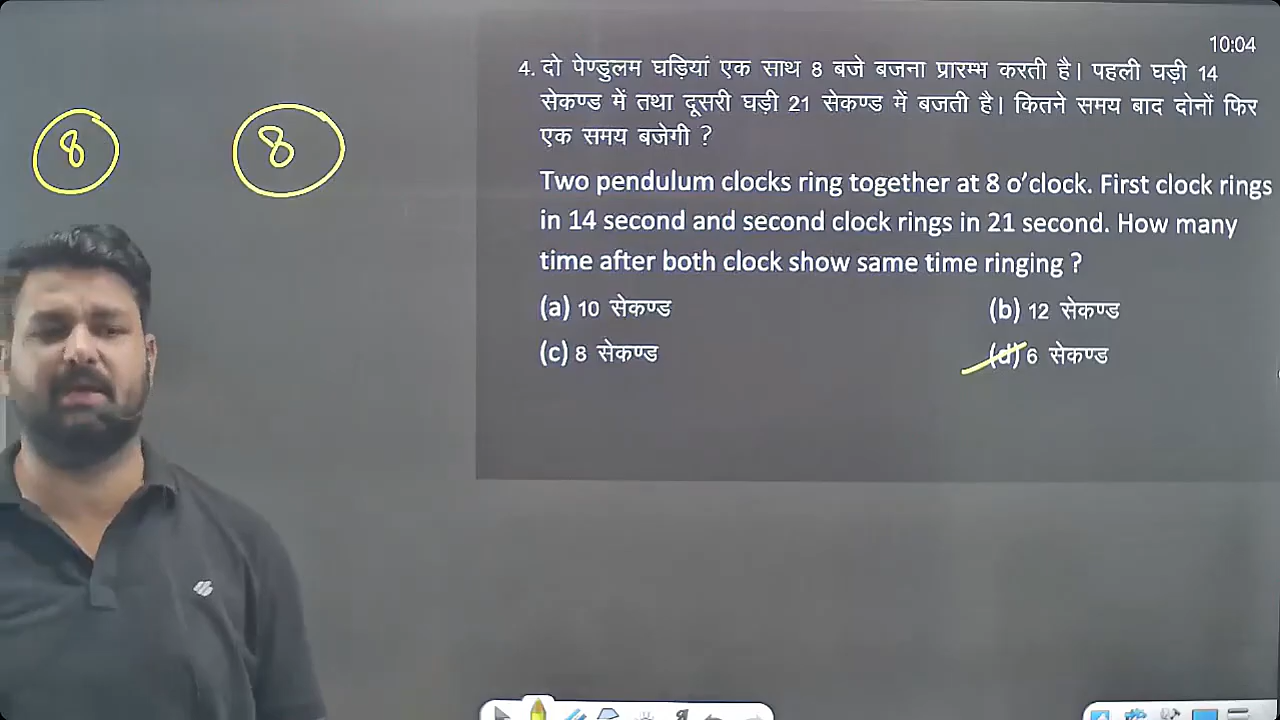 10:04
4. दो पेण्डुलम घड़ियां एक साथ 8 बजे बजना प्रारम्भ करती है। पहली घड़ी 14
सेकण्ड में तथा दूसरी घड़ी 21 सेकण्ड में बजती है। कितने समय बाद दोनों फिर
एक समय बजेगी ?
8 8
Two pendulum clocks ring together at 8 o’clock. First clock rings
in 14 second and second clock rings in 21 second. How many
time after both clock show same time ringing ?
(a) 10 सेकण्ड (b) 12 सेकण्ड
(c) 8 सेकण्ड (d) 6 सेकण्ड